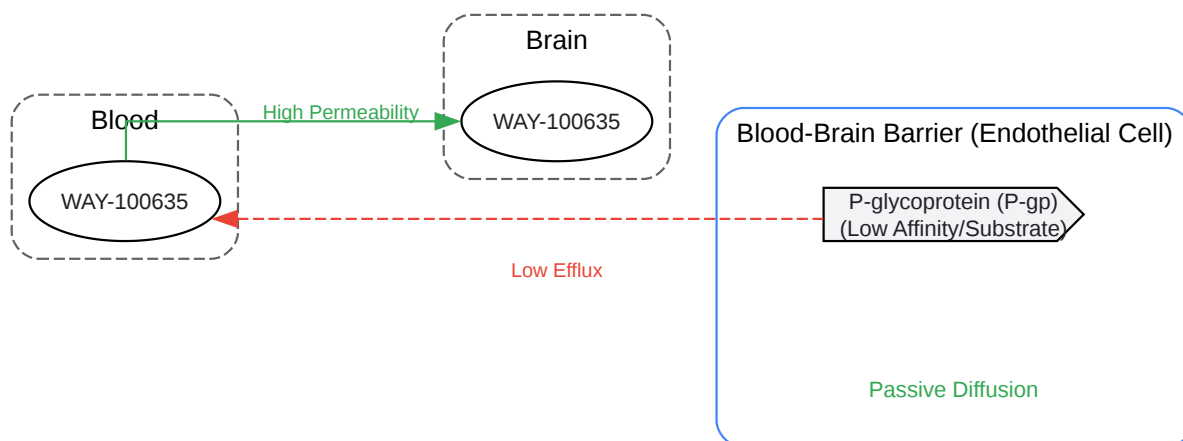 Brain
Blood
High Permeability
WAY-100635
Blood-Brain Barrier (Endothelial Cell)
WAY-100635
P-glycoprotein (P-gp)
(Low Affinity/Substrate)
Low Efflux
Passive Diffusion